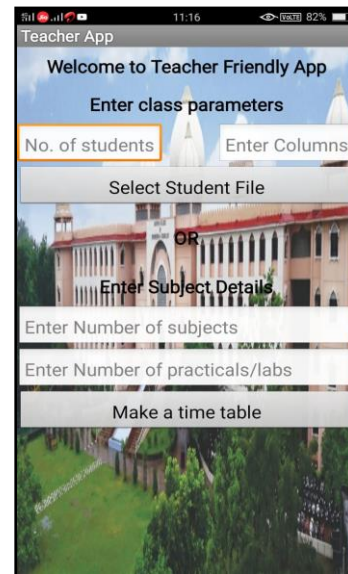 11:16 VoLTE 82%
Teacher App
Welcome to Teacher Friendly App
Enter class parameters
No. of students Enter Columns
Select Student File
OR
Enter Subject Details
Enter Number of subjects
Enter Number of practicals/labs
Make a time table